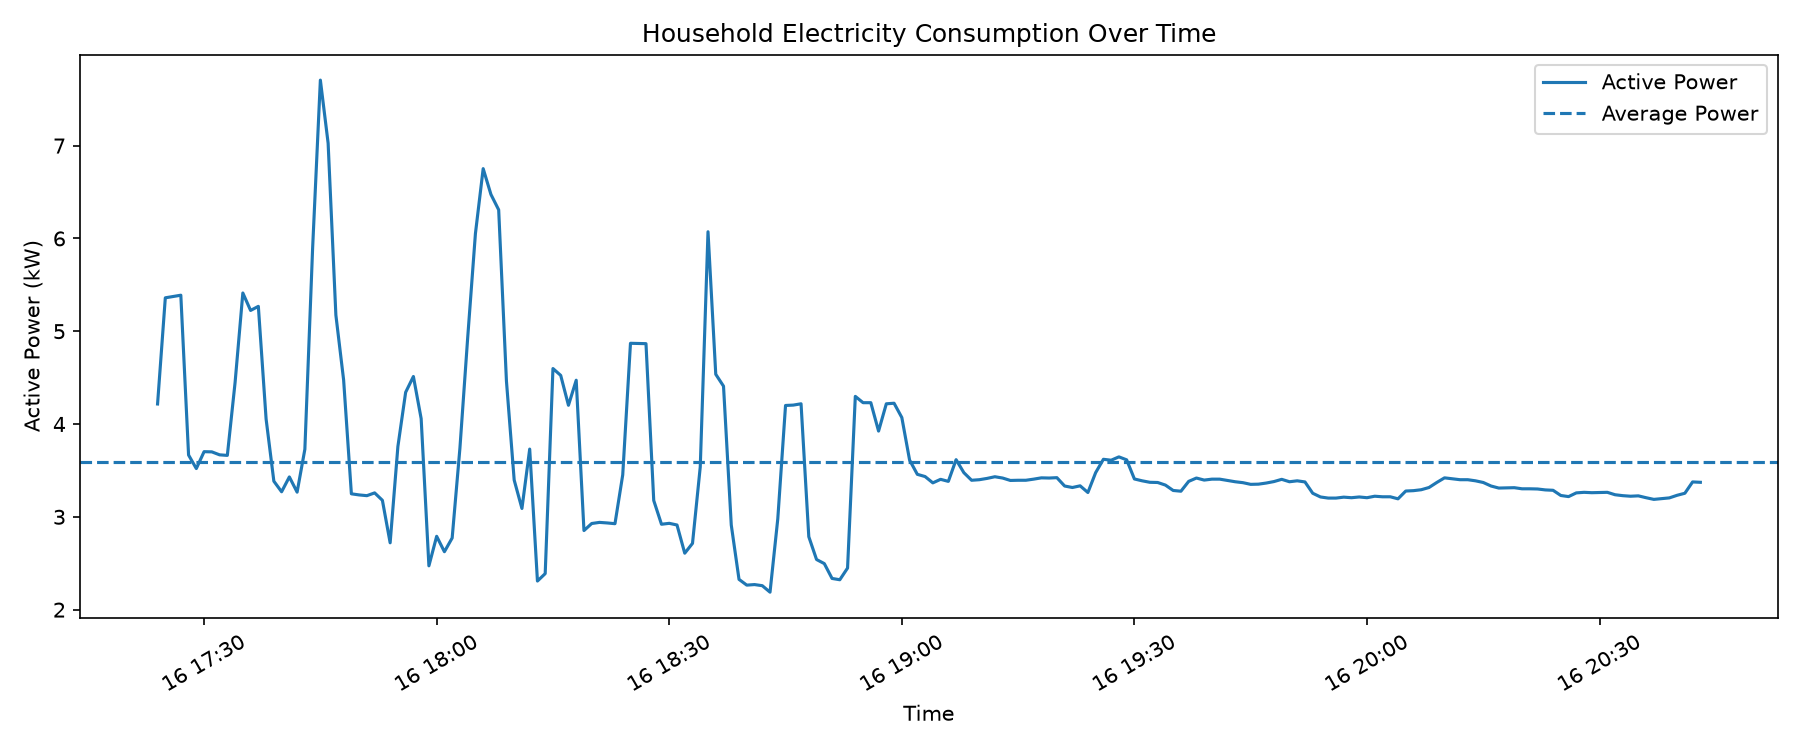 Household Electricity Consumption Over Time
Active Power
Average Power
Active Power (kW)
7
6
5
4
3
2
16 17:30
16 18:00
16 18:30
16 19:00
16 19:30
16 20:00
16 20:30
Time